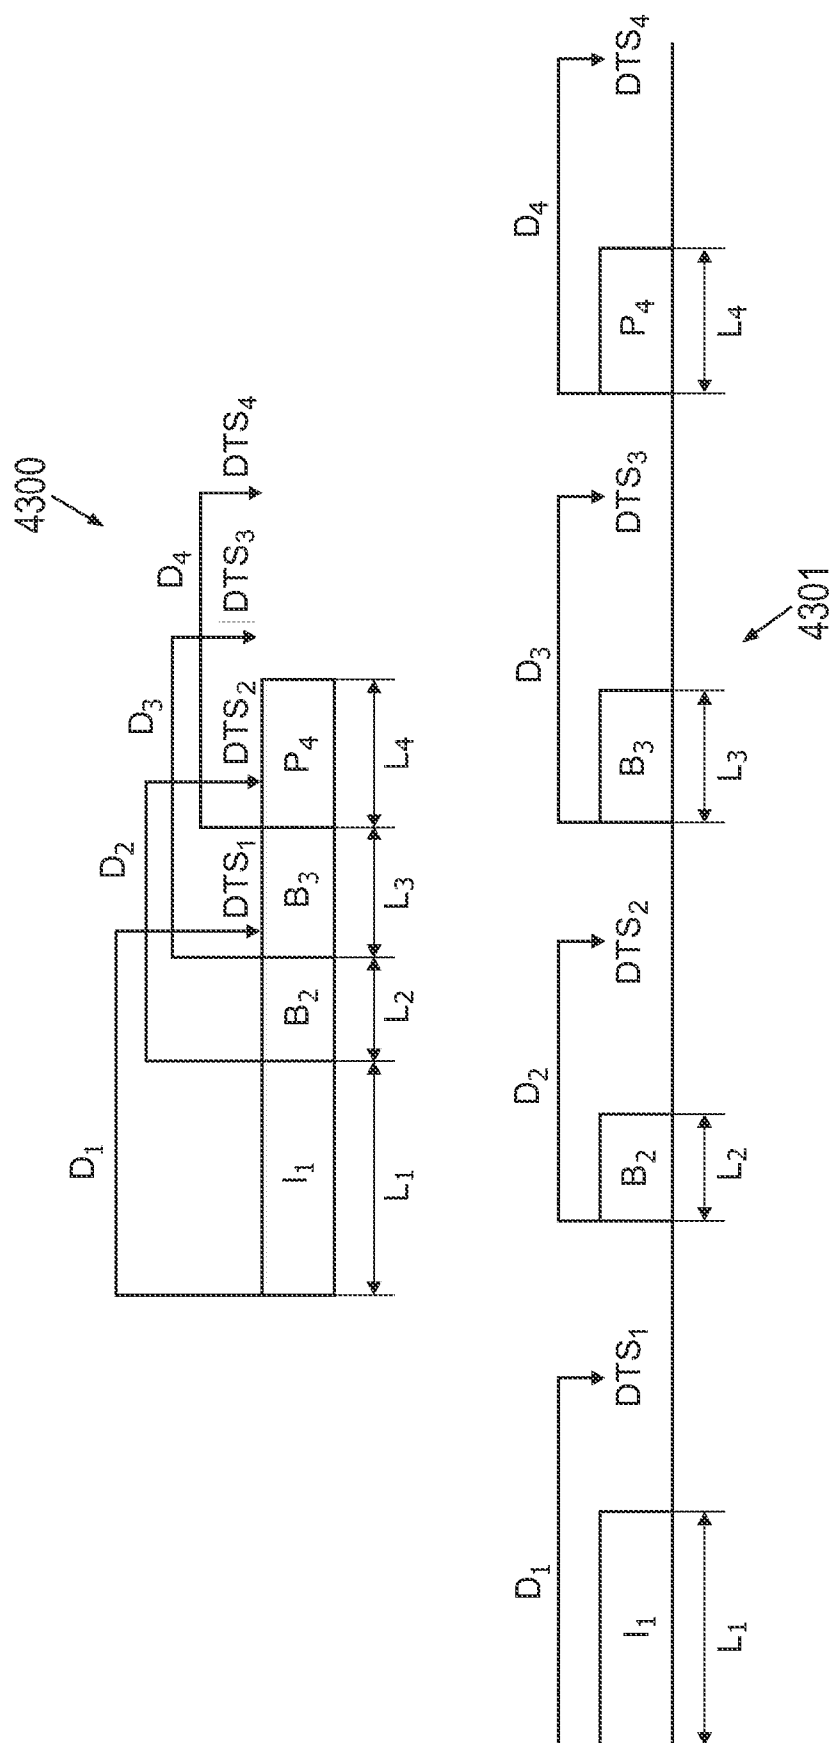 4300
D1
D2
D3
D4
DTS1
DTS2
DTS3
DTS4
I1
B2
B3
P4
L1
L2
L3
L4
D1
D2
D3
D4
DTS1
DTS2
DTS3
DTS4
I1
B2
B3
P4
L1
L2
L3
L4
4301